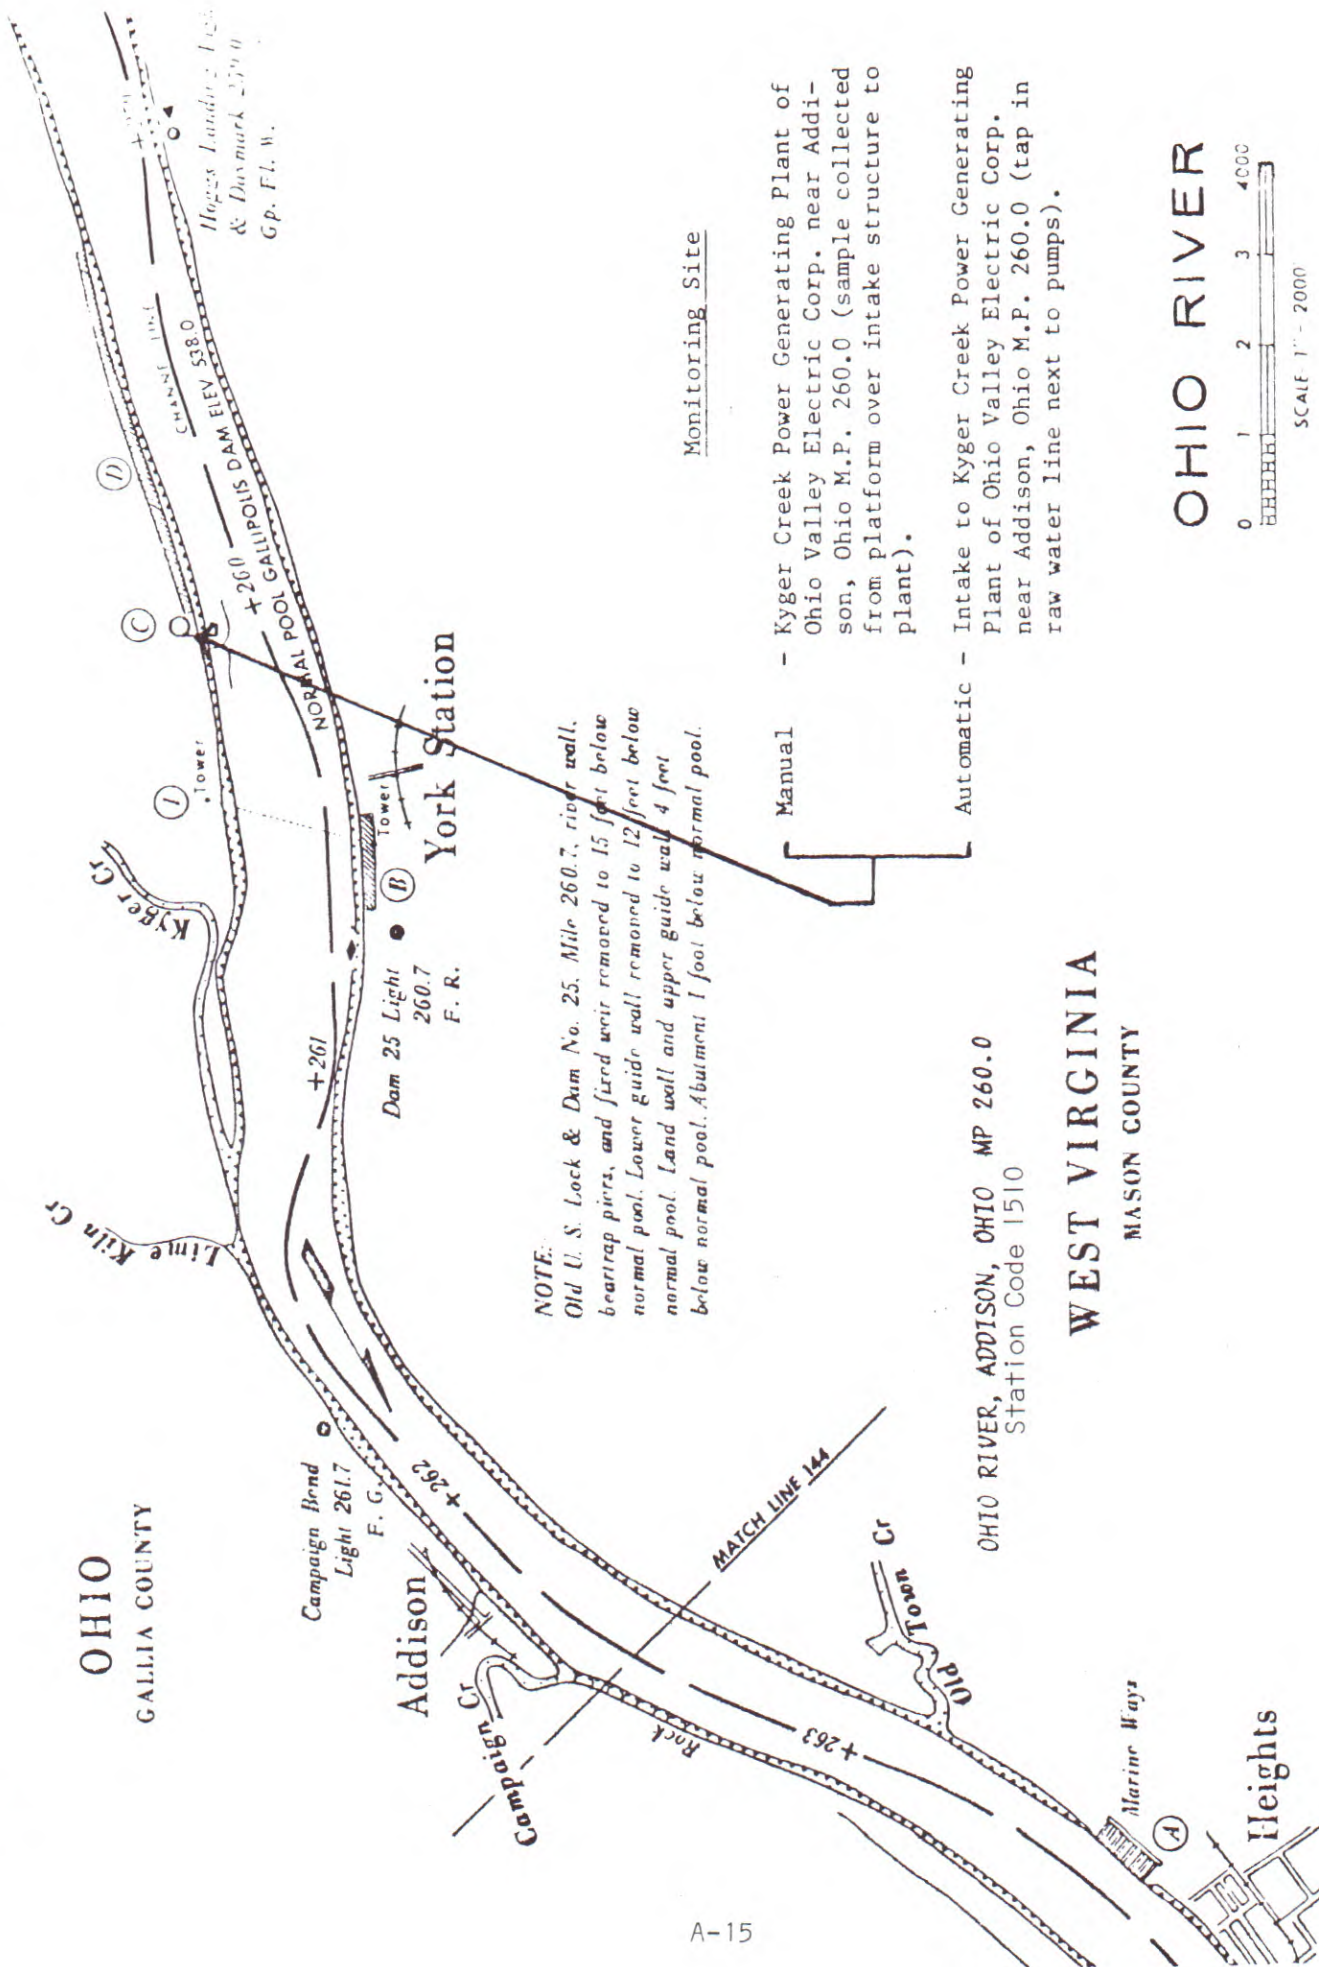 OHIO
GALLIA COUNTY
Lime Kiln Cr
Kyger Cr
1
Tower
C
D
& Daymark 259.0
Gp. Fl. W.
CHANNEL LINE
+260
NORMAL POOL GALLIPOLIS DAM ELEV 538.0
+261
Campaign Bend
Light 261.7
F. G.
Dam 25 Light
260.7
F. R.
B
Tower
York Station
+262
Addison
Campaign Cr
MATCH LINE 144
Rock
+263
Old Town Cr
Marine Ways
A
Heights
NOTE:
Old U. S. Lock & Dam No. 25. Mile 260.7, river wall,
beartrap piers, and fixed weir removed to 15 feet below
normal pool. Lower guide wall removed to 12 feet below
normal pool. Land wall and upper guide wall 4 feet
below normal pool. Abutment 1 foot below normal pool.
Monitoring Site
Manual - Kyger Creek Power Generating Plant of
Ohio Valley Electric Corp. near Addi-
son, Ohio M.P. 260.0 (sample collected
from platform over intake structure to
plant).
Automatic - Intake to Kyger Creek Power Generating
Plant of Ohio Valley Electric Corp.
near Addison, Ohio M.P. 260.0 (tap in
raw water line next to pumps).
OHIO RIVER, ADDISON, OHIO MP 260.0
Station Code 1510
WEST VIRGINIA
MASON COUNTY
OHIO RIVER
0 1 2 3 4000
SCALE 1" - 2000'
A-15